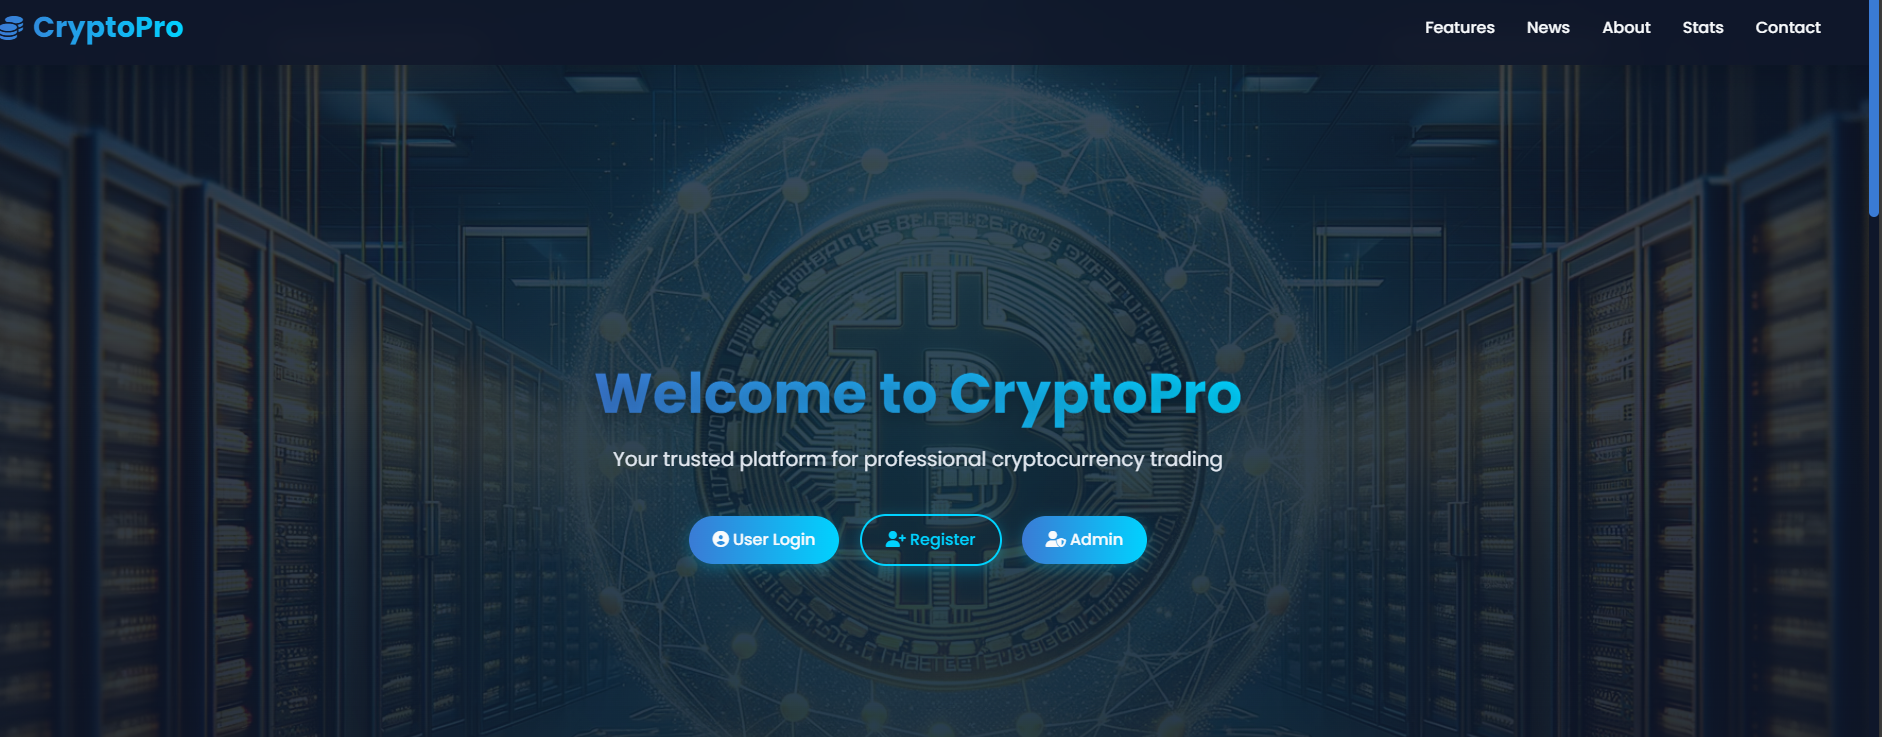 CryptoPro
Features News About Stats Contact
Welcome to CryptoPro
Your trusted platform for professional cryptocurrency trading
User Login Register Admin